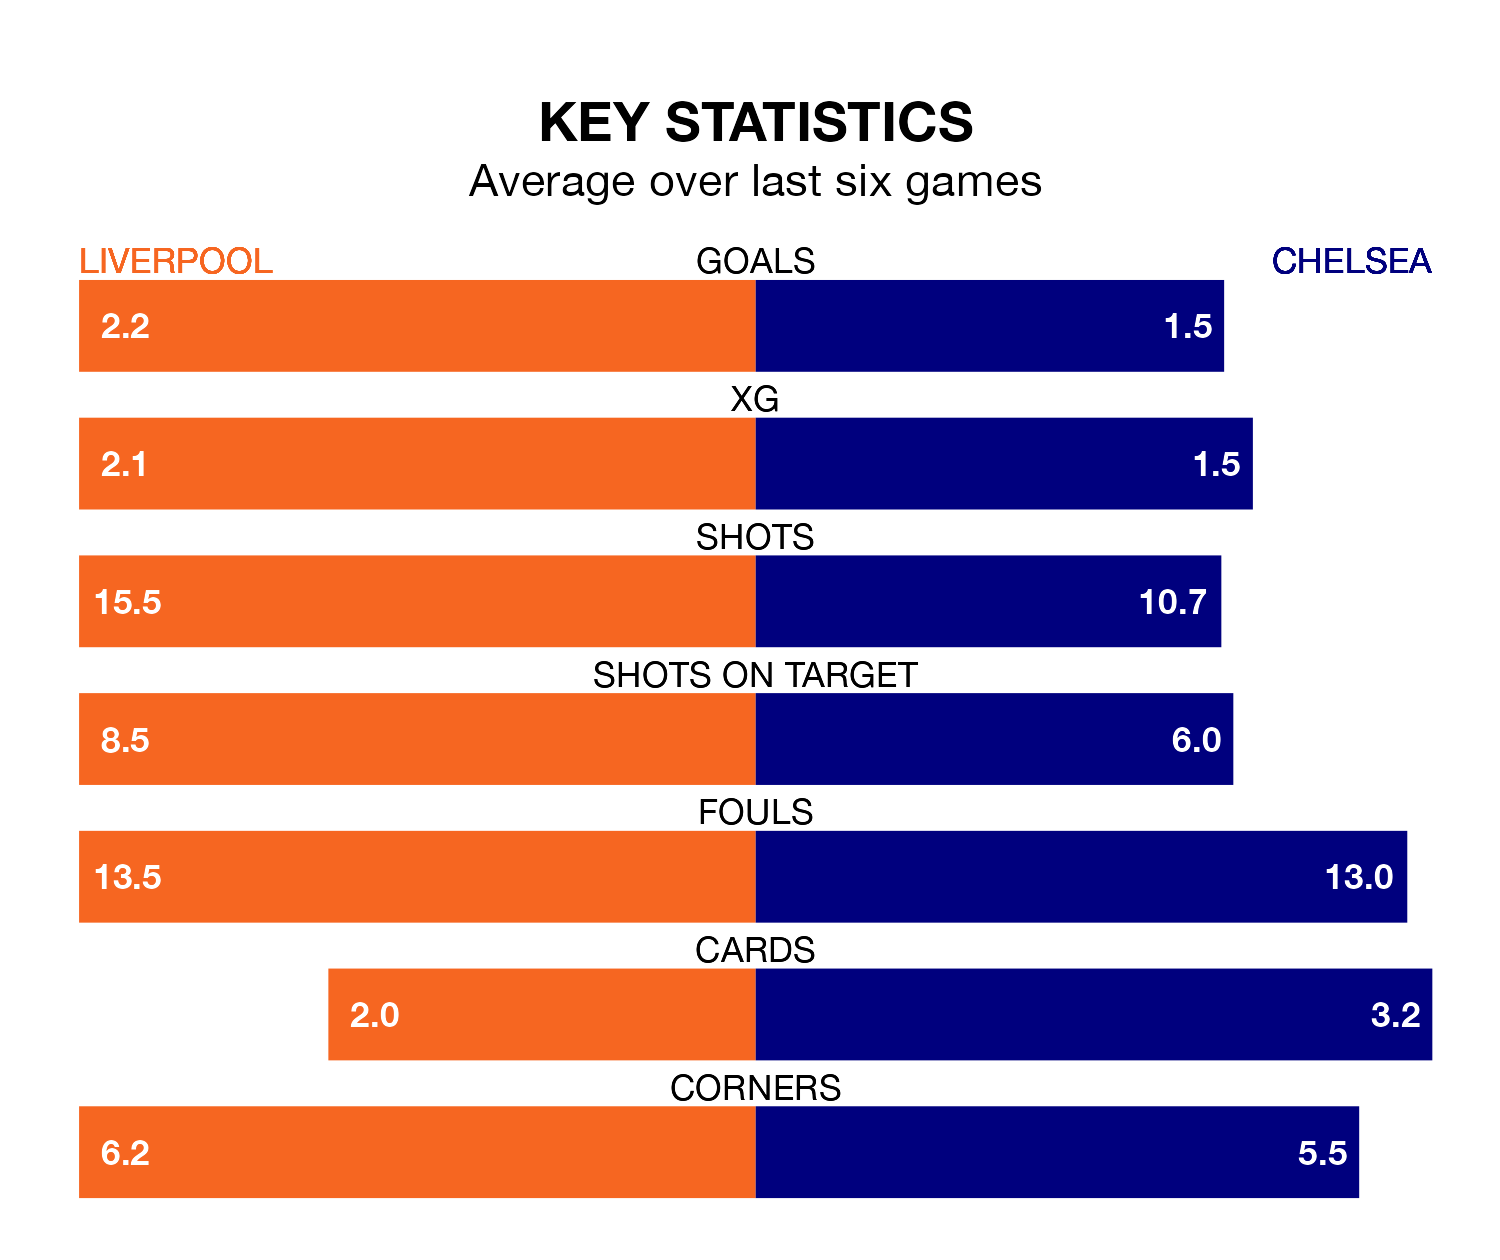 KEY STATISTICS
Average over last six games
LIVERPOOL GOALS CHELSEA
2.2 1.5
XG
2.1 1.5
SHOTS
15.5 10.7
SHOTS ON TARGET
8.5 6.0
FOULS
13.5 13.0
CARDS
2.0 3.2
CORNERS
6.2 5.5